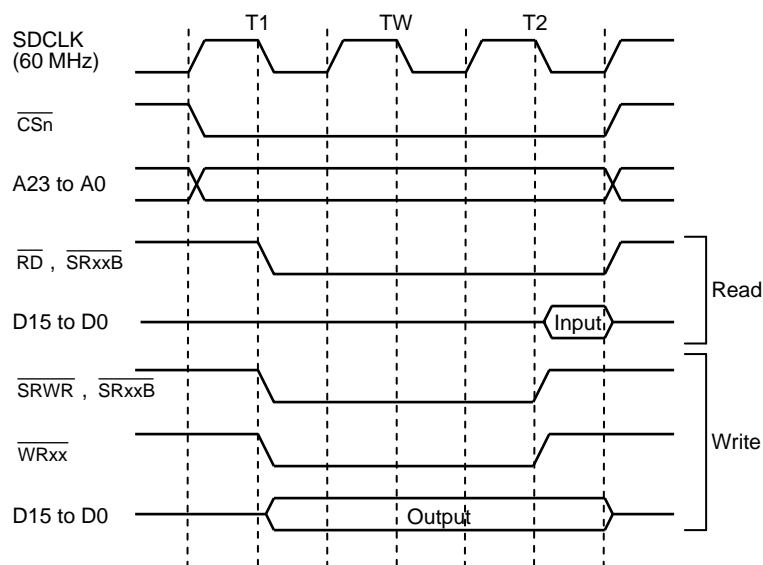 T1 TW T2
SDCLK
(60 MHz)
CSn
A23 to A0
RD , SRxxB
Read
D15 to D0 Input
SRWR , SRxxB
Write
WRxx
D15 to D0 Output